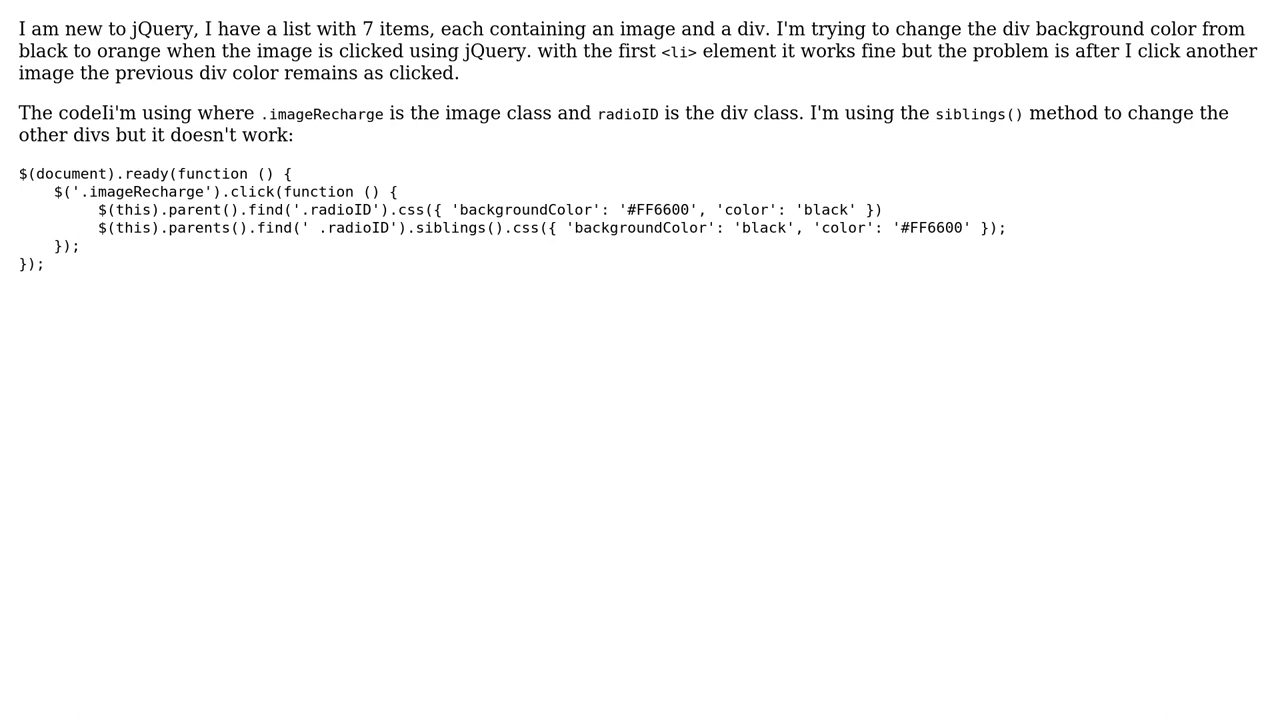 I am new to jQuery, I have a list with 7 items, each containing an image and a div. I'm trying to change the div background color from
black to orange when the image is clicked using jQuery. with the first <li> element it works fine but the problem is after I click another
image the previous div color remains as clicked.
The codeIi'm using where .imageRecharge is the image class and radioID is the div class. I'm using the siblings() method to change the
other divs but it doesn't work:
$(document).ready(function () {
    $('.imageRecharge').click(function () {
         $(this).parent().find('.radioID').css({ 'backgroundColor': '#FF6600', 'color': 'black' })
         $(this).parents().find(' .radioID').siblings().css({ 'backgroundColor': 'black', 'color': '#FF6600' });
    });
});